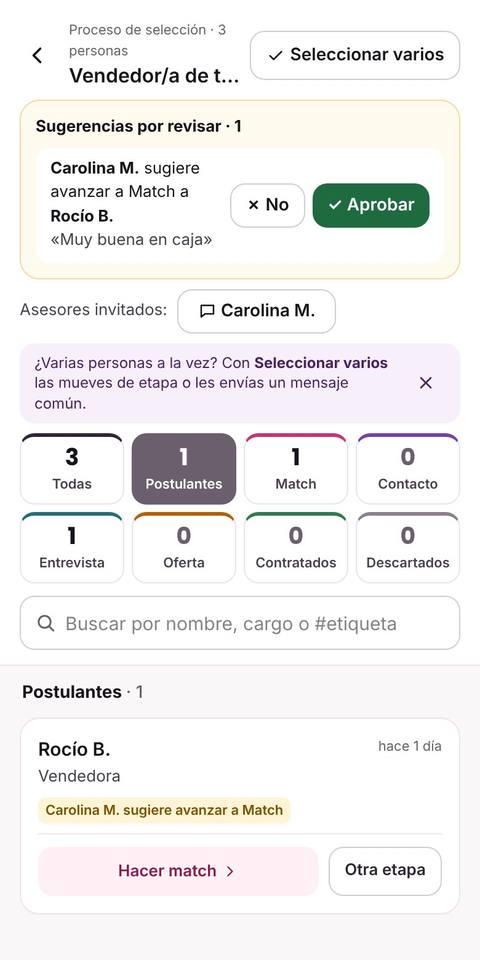 Proceso de selección · 3
personas
Vendedor/a de t...
Seleccionar varios
Sugerencias por revisar · 1
Carolina M. sugiere
avanzar a Match a
Rocío B.
«Muy buena en caja»
No
Aprobar
Asesores invitados:
Carolina M.
¿Varias personas a la vez? Con Seleccionar varios
las mueves de etapa o les envías un mensaje
común.
3
Todas
1
Postulantes
1
Match
0
Contacto
1
Entrevista
0
Oferta
0
Contratados
0
Descartados
Buscar por nombre, cargo o #etiqueta
Postulantes · 1
Rocío B.
hace 1 día
Vendedora
Carolina M. sugiere avanzar a Match
Hacer match
Otra etapa